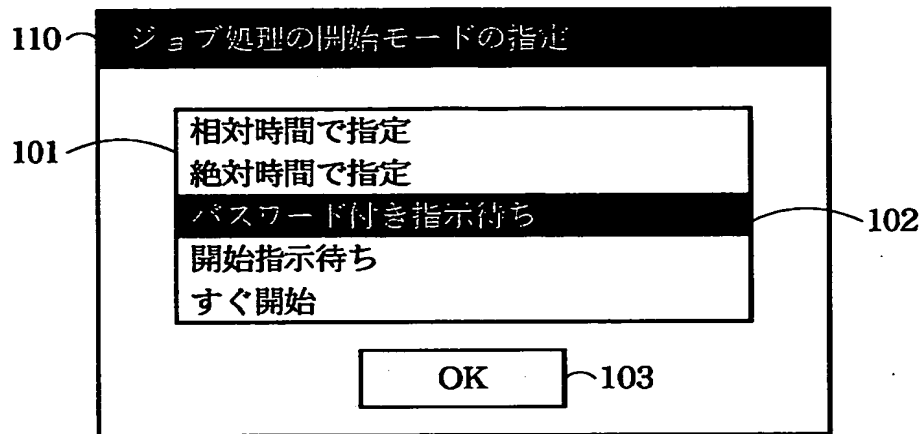 110 ジョブ処理の開始モードの指定
101
相対時間で指定
絶対時間で指定
パスワード付き指示待ち
102
開始指示待ち
すぐ開始
OK
103